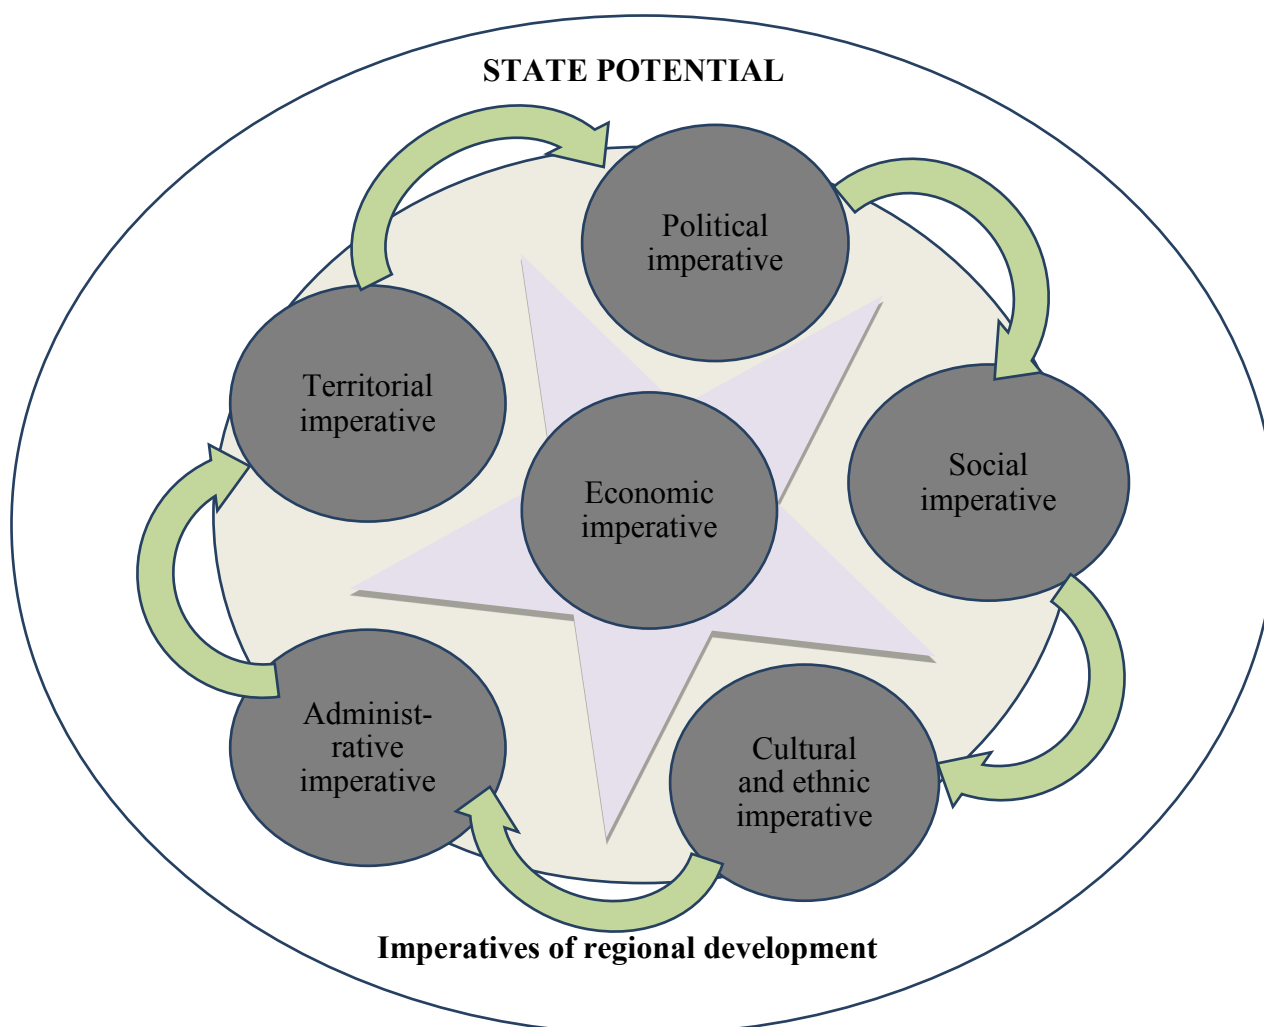 STATE POTENTIAL
Political
imperative
Territorial
imperative
Social
imperative
Economic
imperative
Administ-
rative
imperative
Cultural
and ethnic
imperative
Imperatives of regional development